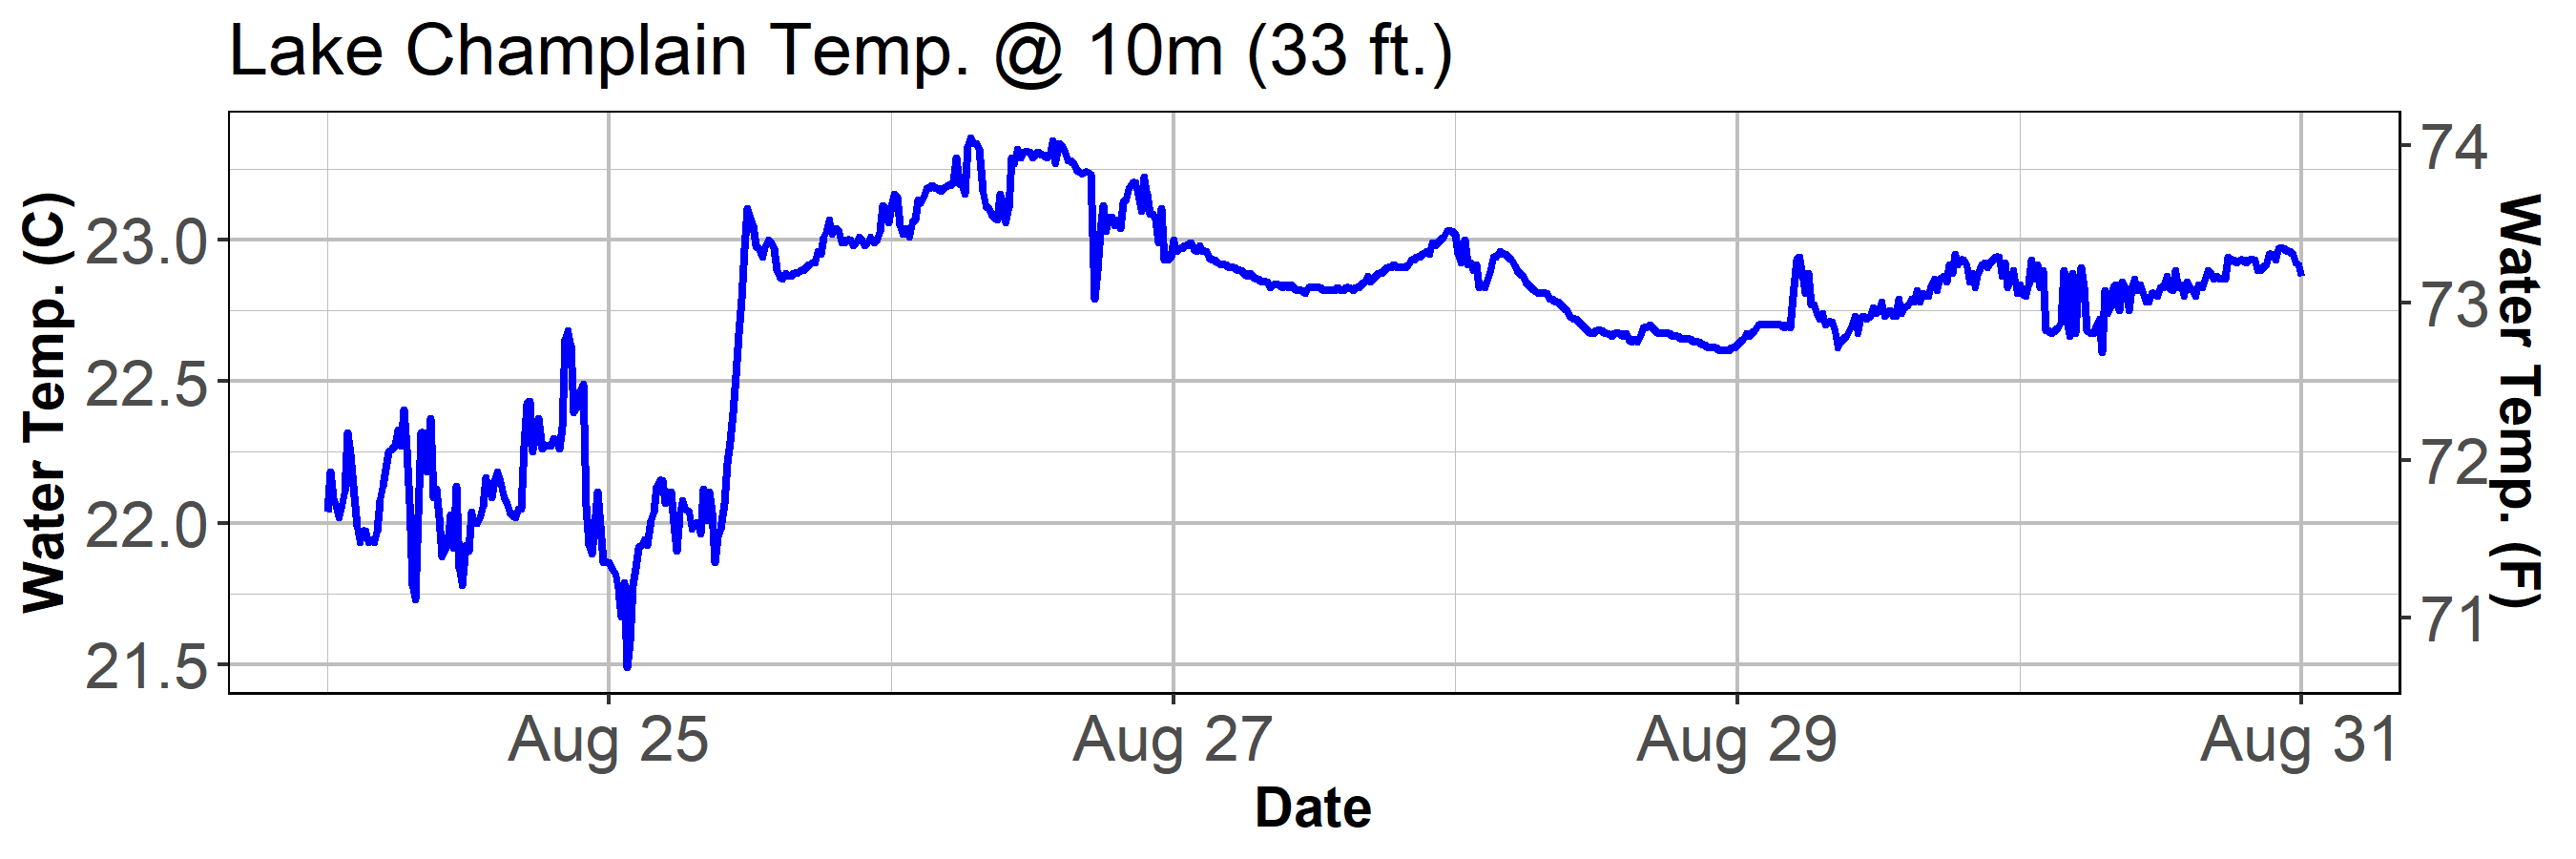 Lake Champlain Temp. @ 10m (33 ft.)
Water Temp. (C)
23.0
22.5
22.0
21.5
74
73
72
71
Water Temp. (F)
Aug 25 Aug 27 Aug 29 Aug 31
Date